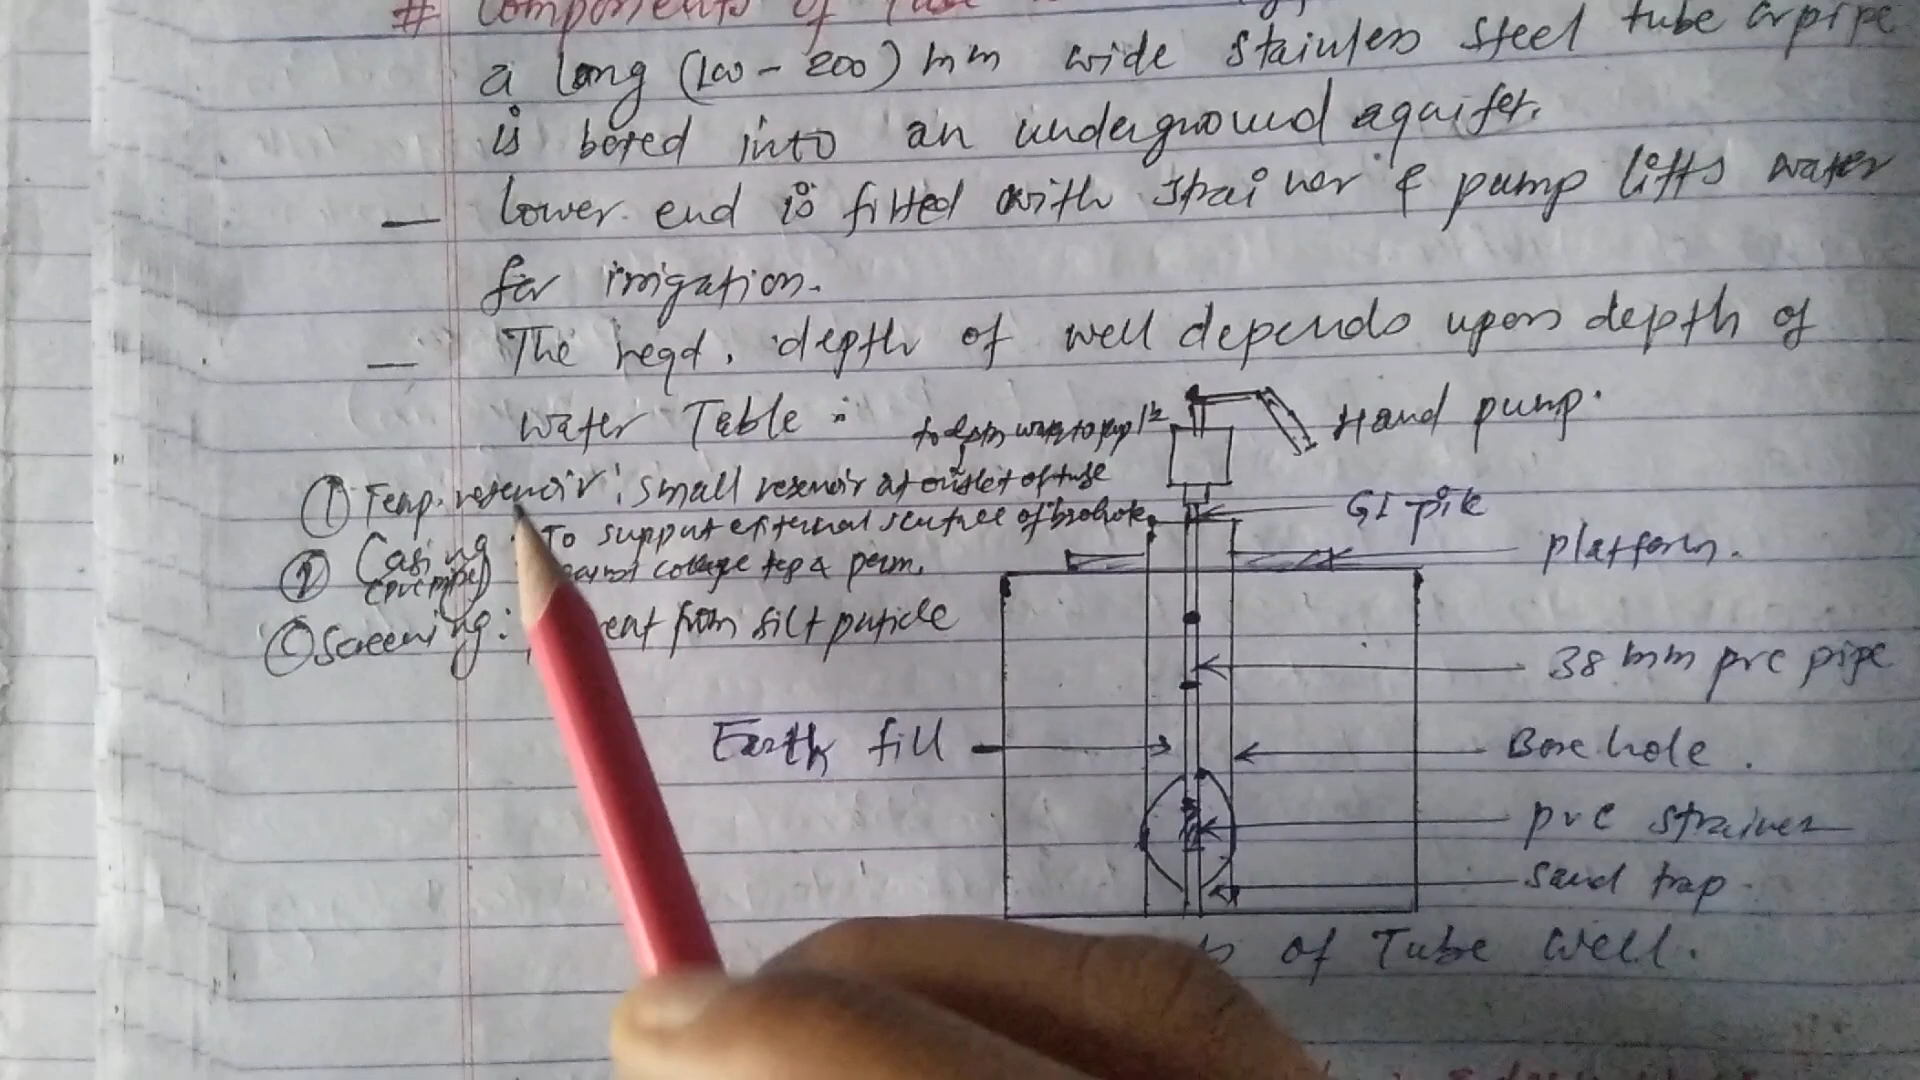 # Components of
a long (100 - 200) mm wide stainless steel tube or pipe
is bored into an underground aquifer.
— lower end is fitted with strainer & pump lifts water
for irrigation.
— The reqd. depth of well depends upon depth of
water Table :
Hand pump.
① Temp. reservoir : small reservoir at outlet of tube
② Casing : To support external surface of borehole
perm.
Screening : from silt particle
GI pipe
platform.
38 mm pvc pipe
Earth fill
Bore hole.
pvc strainer
Sand trap.
of Tube well.